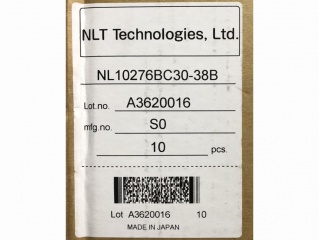 NLT Technologies, Ltd.
NL10276BC30-38B
Lot.no. A3620016
mfg.no. S0
10 pcs.
Lot A3620016 10
MADE IN JAPAN